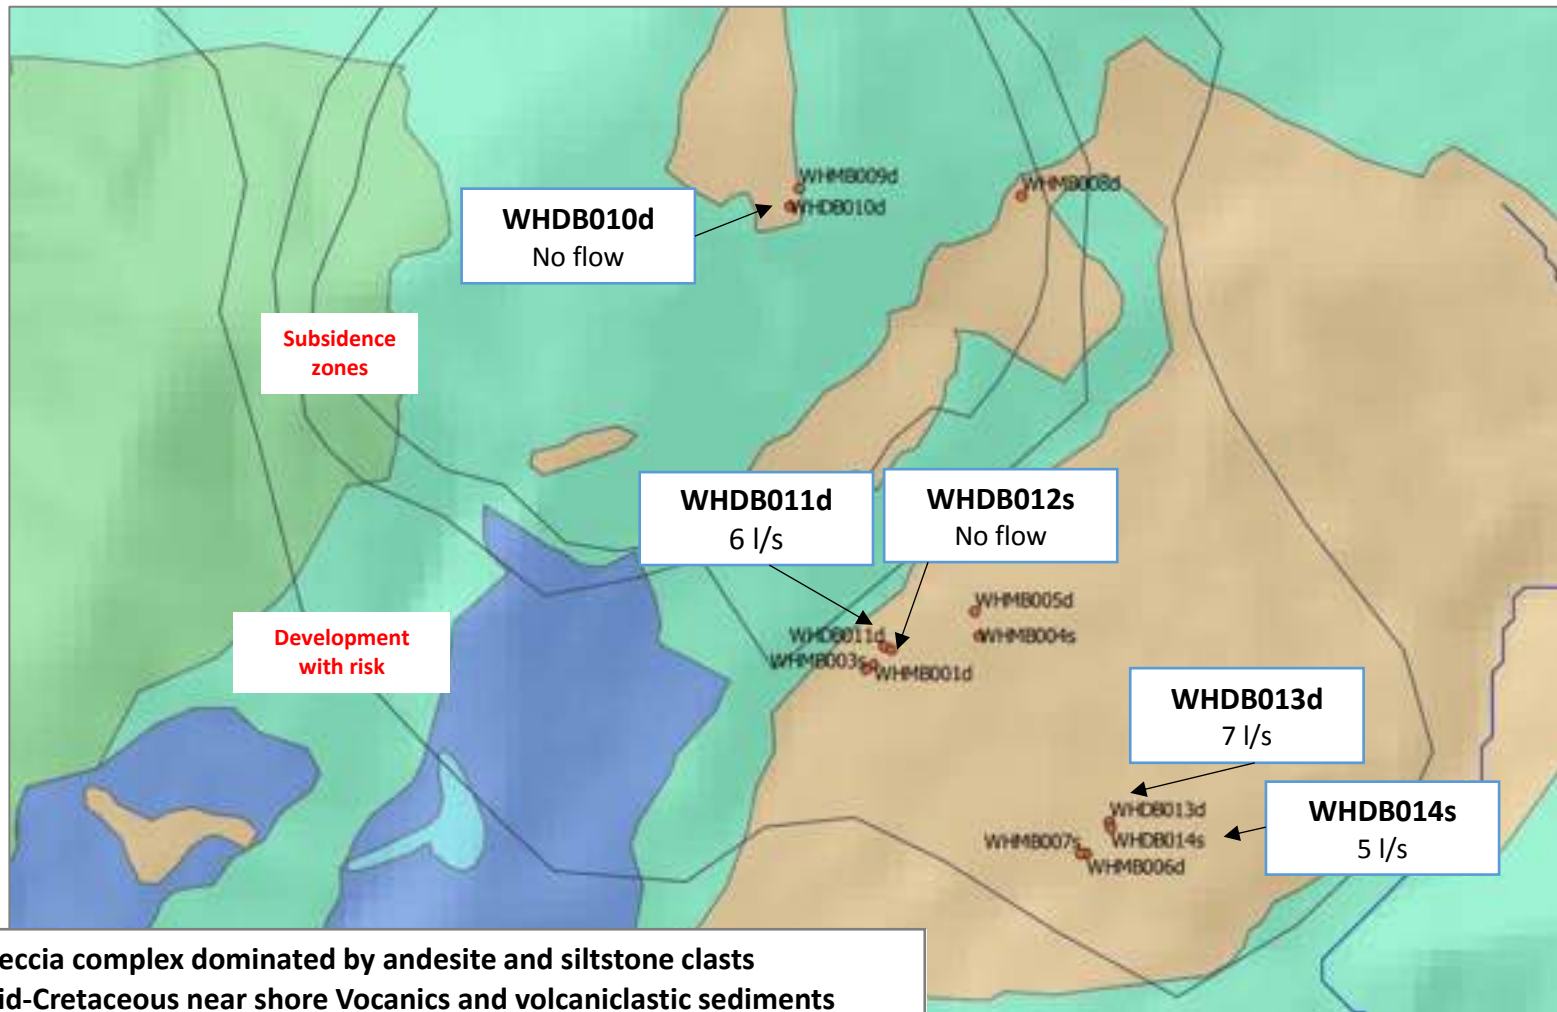 WHMB009d
WHMB008d
WHDB010d
WHDB010d
No flow
Subsidence
zones
WHDB011d
6 l/s
WHDB012s
No flow
WHMB005d
WHDB011d
WHMB004s
WHMB003s
WHMB001d
Development
with risk
WHDB013d
7 l/s
WHDB013d
WHDB014s
WHDB014s
5 l/s
WHMB007s
WHMB006d
eccia complex dominated by andesite and siltstone clasts
id-Cretaceous near shore Vocanics and volcaniclastic sediments